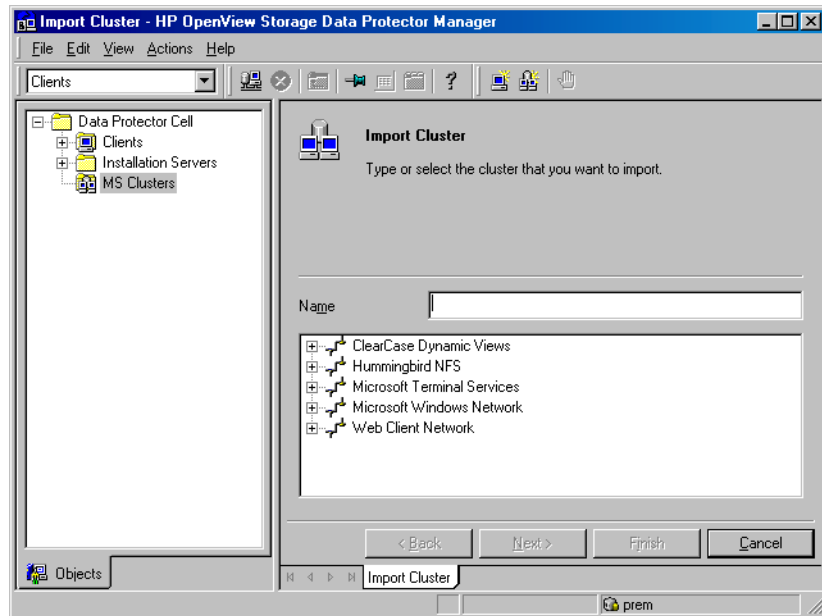 Import Cluster - HP OpenView Storage Data Protector Manager
File Edit View Actions Help
Clients
Data Protector Cell
Clients
Installation Servers
MS Clusters
Import Cluster
Type or select the cluster that you want to import.
Name
ClearCase Dynamic Views
Hummingbird NFS
Microsoft Terminal Services
Microsoft Windows Network
Web Client Network
< Back Next > Finish Cancel
Objects
Import Cluster
prem